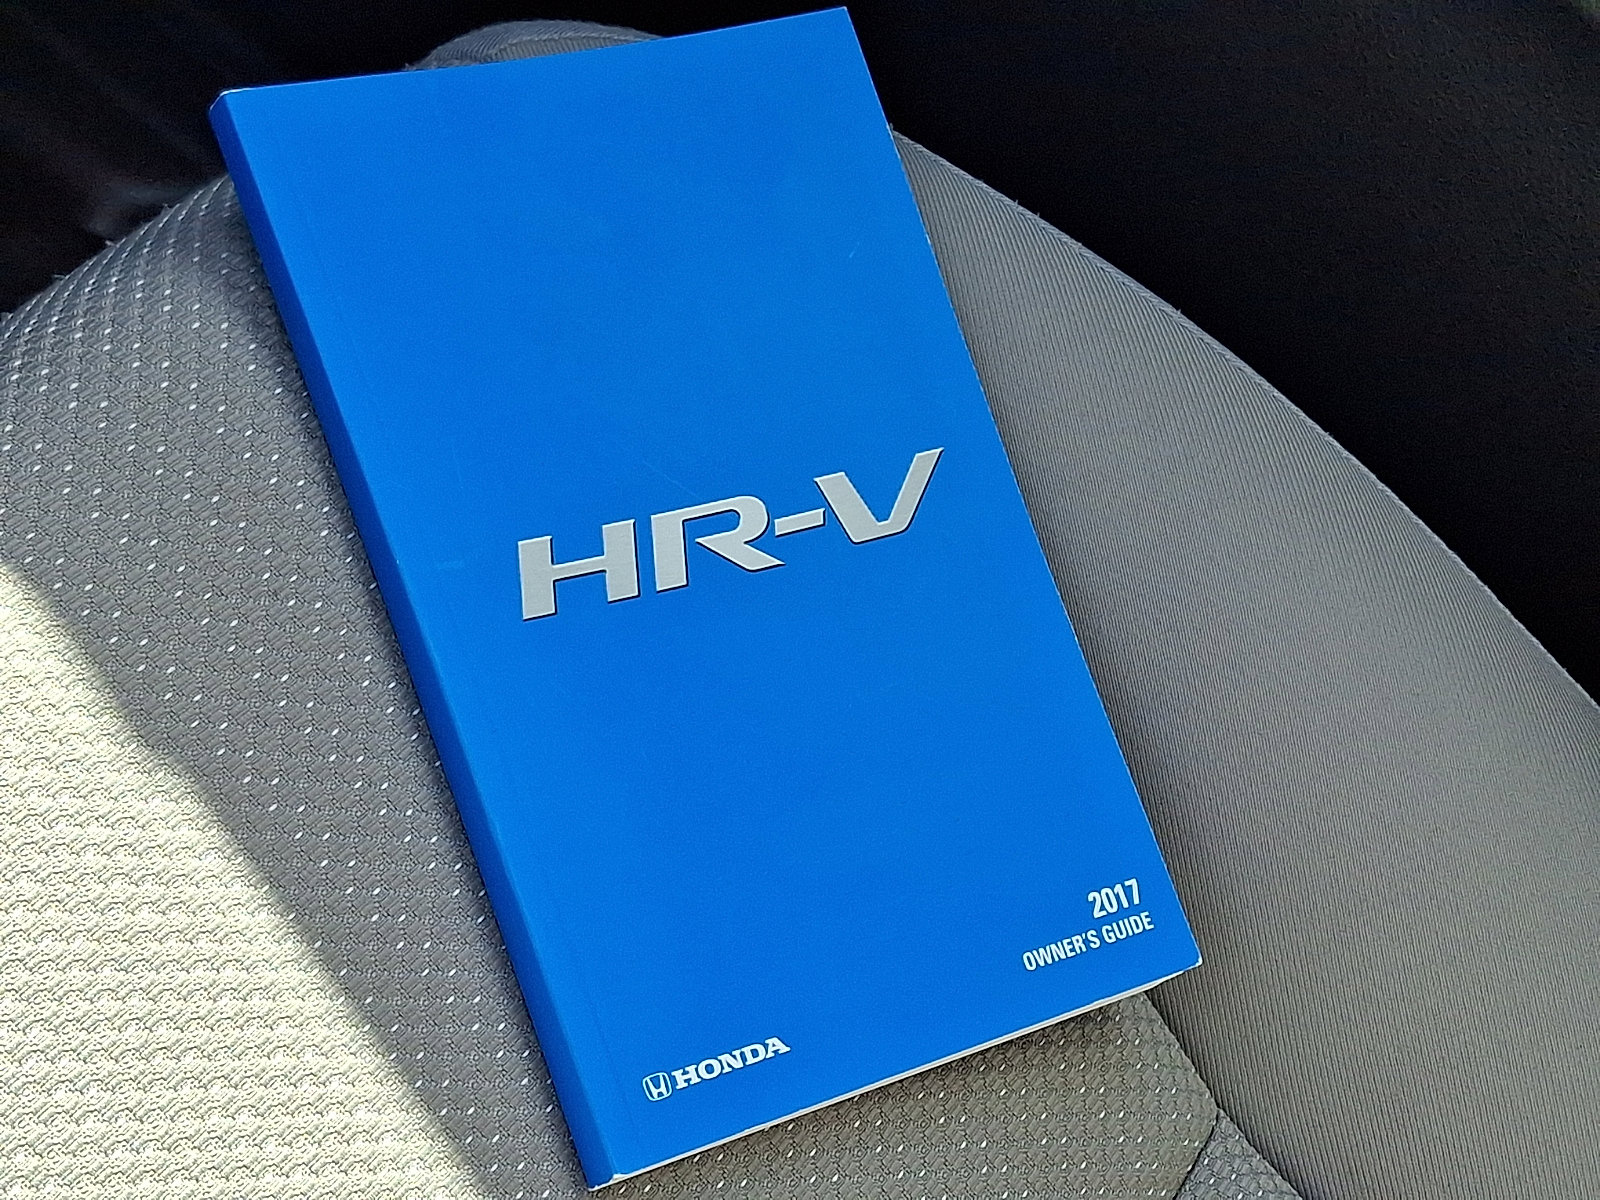 HR-V
2017
OWNER'S GUIDE
HONDA